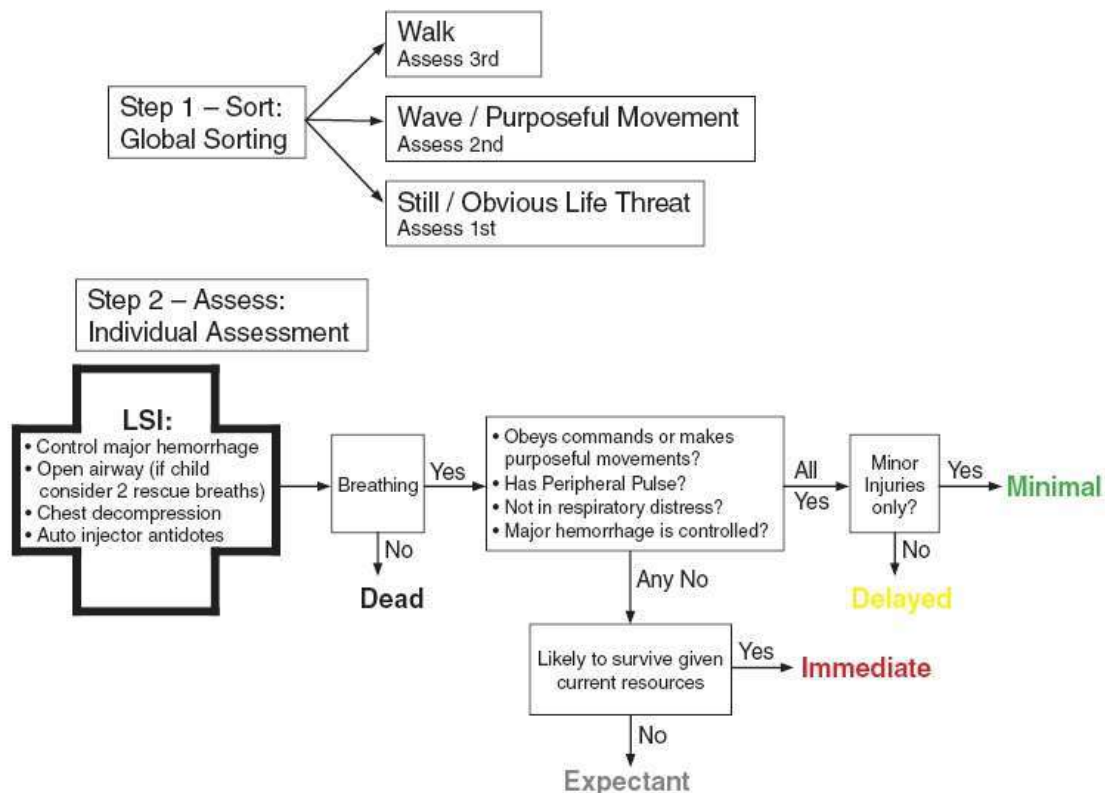 Walk
Assess 3rd
Step 1 – Sort:
Global Sorting
Wave / Purposeful Movement
Assess 2nd
Still / Obvious Life Threat
Assess 1st
Step 2 – Assess:
Individual Assessment
LSI:
• Control major hemorrhage
• Open airway (if child
consider 2 rescue breaths)
• Chest decompression
• Auto injector antidotes
Breathing
Yes
No
Dead
• Obeys commands or makes
purposeful movements?
• Has Peripheral Pulse?
• Not in respiratory distress?
• Major hemorrhage is controlled?
All
Yes
Minor
Injuries
only?
Yes
Minimal
No
Delayed
Any No
Likely to survive given
current resources
Yes
Immediate
No
Expectant